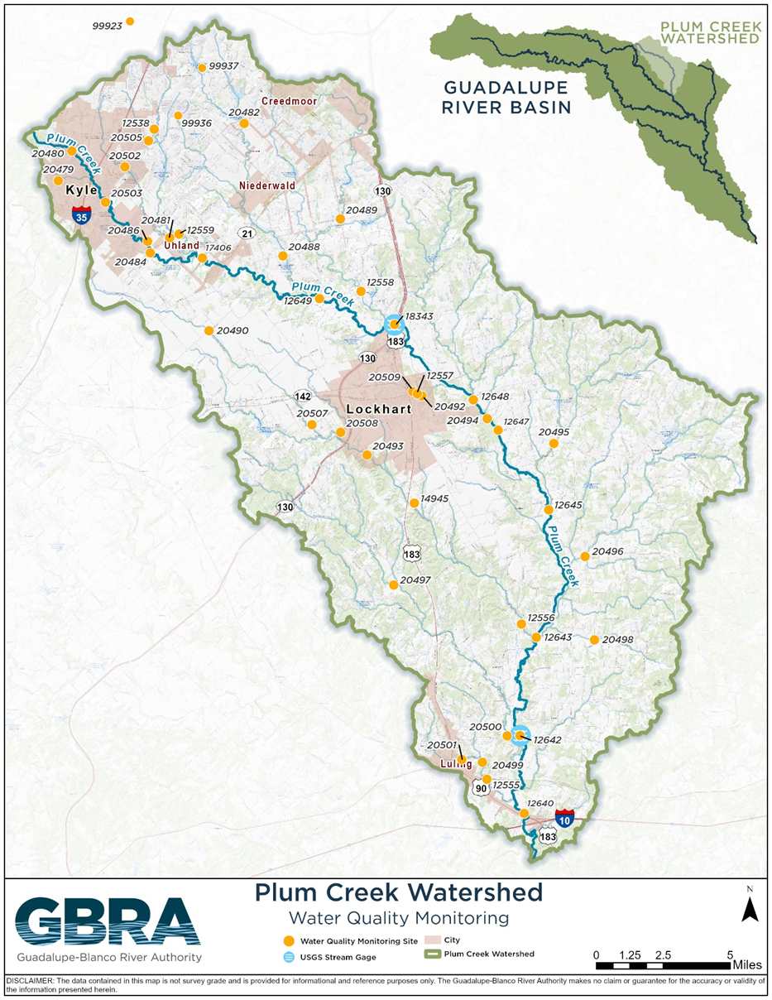 99923
PLUM CREEK
WATERSHED
99937
GUADALUPE
RIVER BASIN
Creedmoor
20482
12538
99936
20505
Plum Creek
20480
20502
20479
Niederwald
Kyle
130
20503
35
20489
20481
20486
12559
21
Uhland
17406
20488
20484
12558
Plum Creek
12649
18343
20490
183
130
20509
12557
142
12648
20492
Lockhart
20507
20494
12647
20508
20495
20493
14945
130
12645
Plum Creek
183
20496
20497
12556
12643
20498
20500
12642
20501
Luling
20499
90
12555
12640
10
183
GBRA
Guadalupe-Blanco River Authority
Plum Creek Watershed
Water Quality Monitoring
Water Quality Monitoring Site
City
USGS Stream Gage
Plum Creek Watershed
N
0 1.25 2.5 5
Miles
DISCLAIMER: The data contained in this map is not survey grade and is provided for informational and reference purposes only. The Guadalupe-Blanco River Authority makes no claim or guarantee for the accuracy or validity of
the information presented herein.